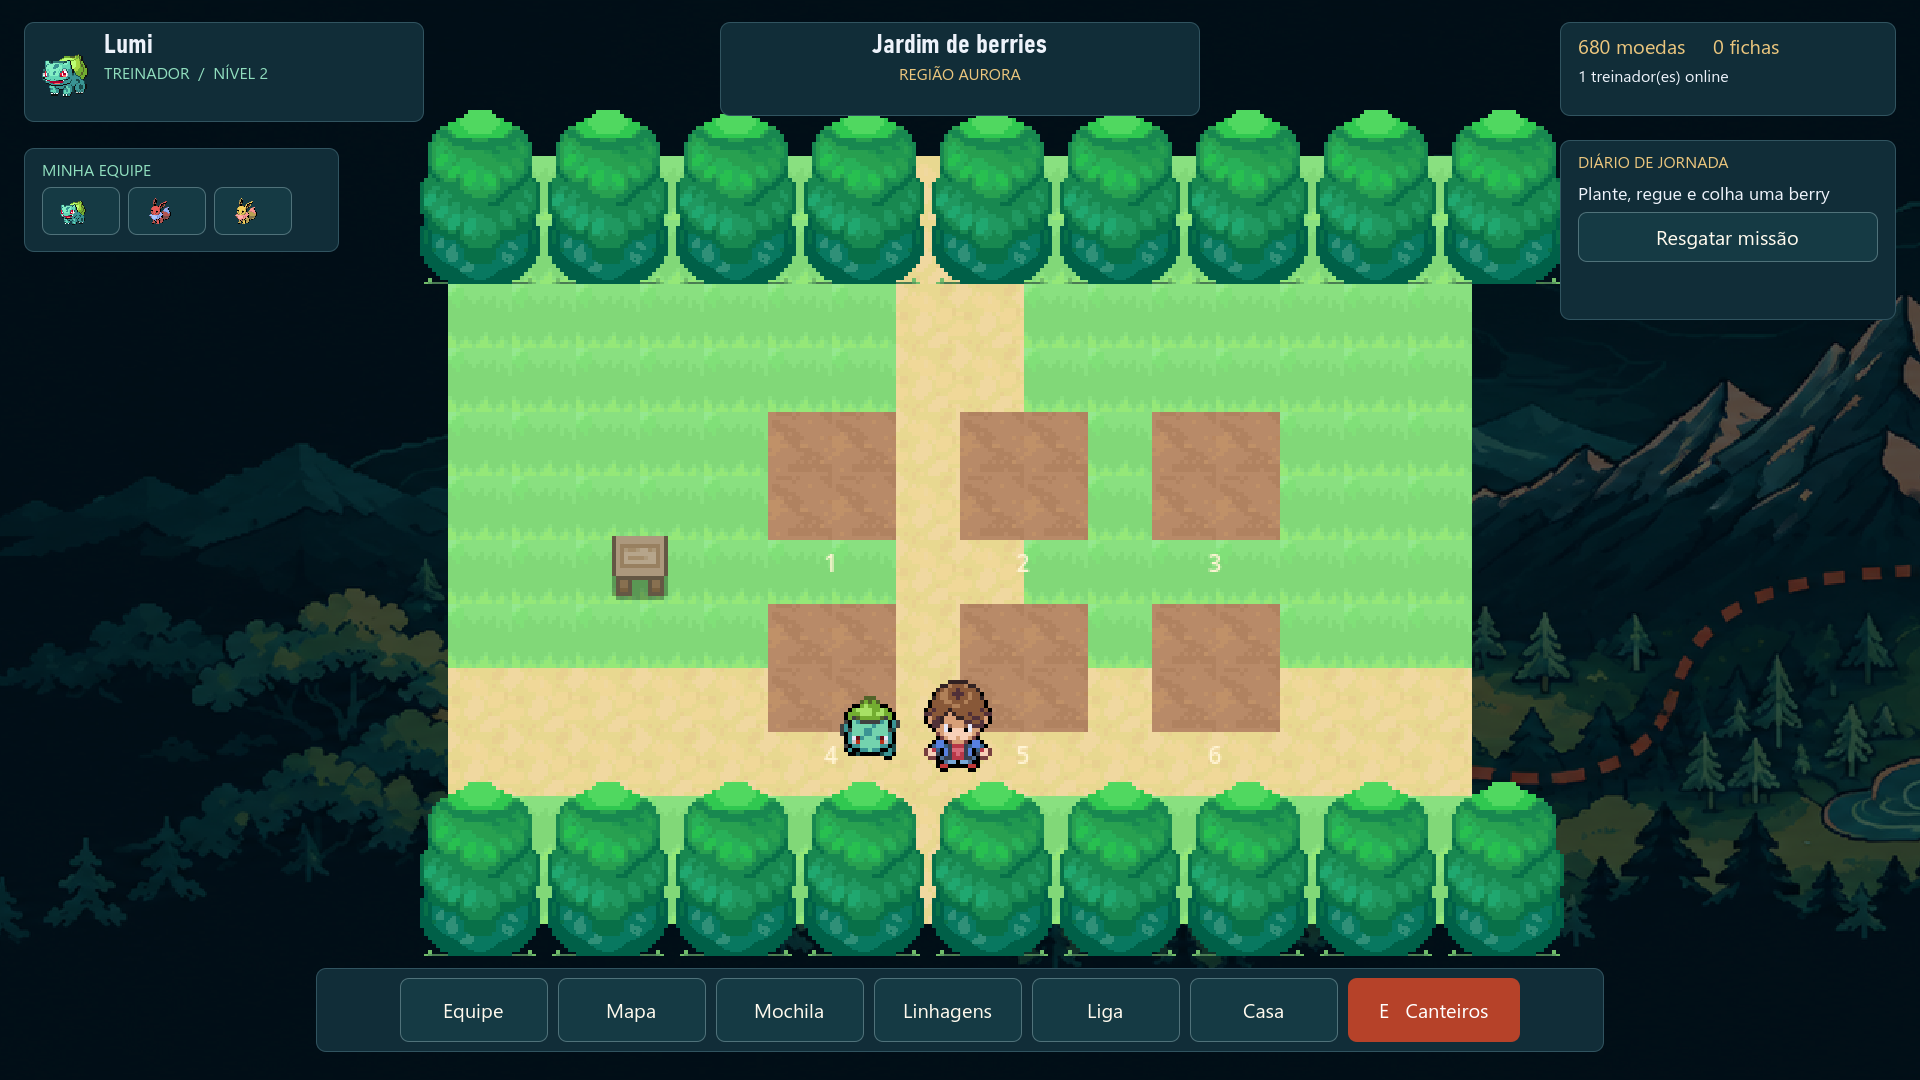 Lumi
TREINADOR / NÍVEL 2
Jardim de berries
REGIÃO AURORA
680 moedas 0 fichas
1 treinador(es) online
MINHA EQUIPE
DIÁRIO DE JORNADA
Plante, regue e colha uma berry
Resgatar missão
1 2 3
4 5 6
Equipe Mapa Mochila Linhagens Liga Casa E Canteiros